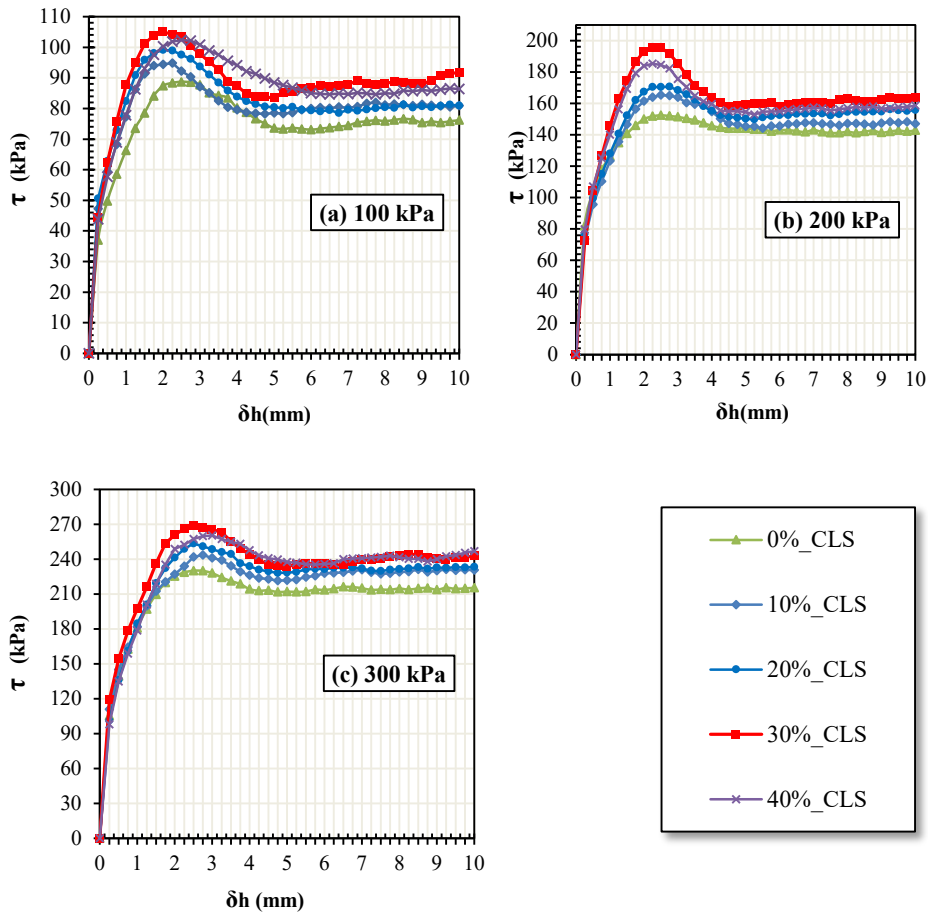 110
100
90
80
70
60
50
40
30
20
10
0
τ (kPa)
(a) 100 kPa
0 1 2 3 4 5 6 7 8 9 10
δh(mm)
200
180
160
140
120
100
80
60
40
20
0
τ (kPa)
(b) 200 kPa
0 1 2 3 4 5 6 7 8 9 10
δh(mm)
300
270
240
210
180
150
120
90
60
30
0
τ (kPa)
(c) 300 kPa
0 1 2 3 4 5 6 7 8 9 10
δh (mm)
0%_CLS
10%_CLS
20%_CLS
30%_CLS
40%_CLS